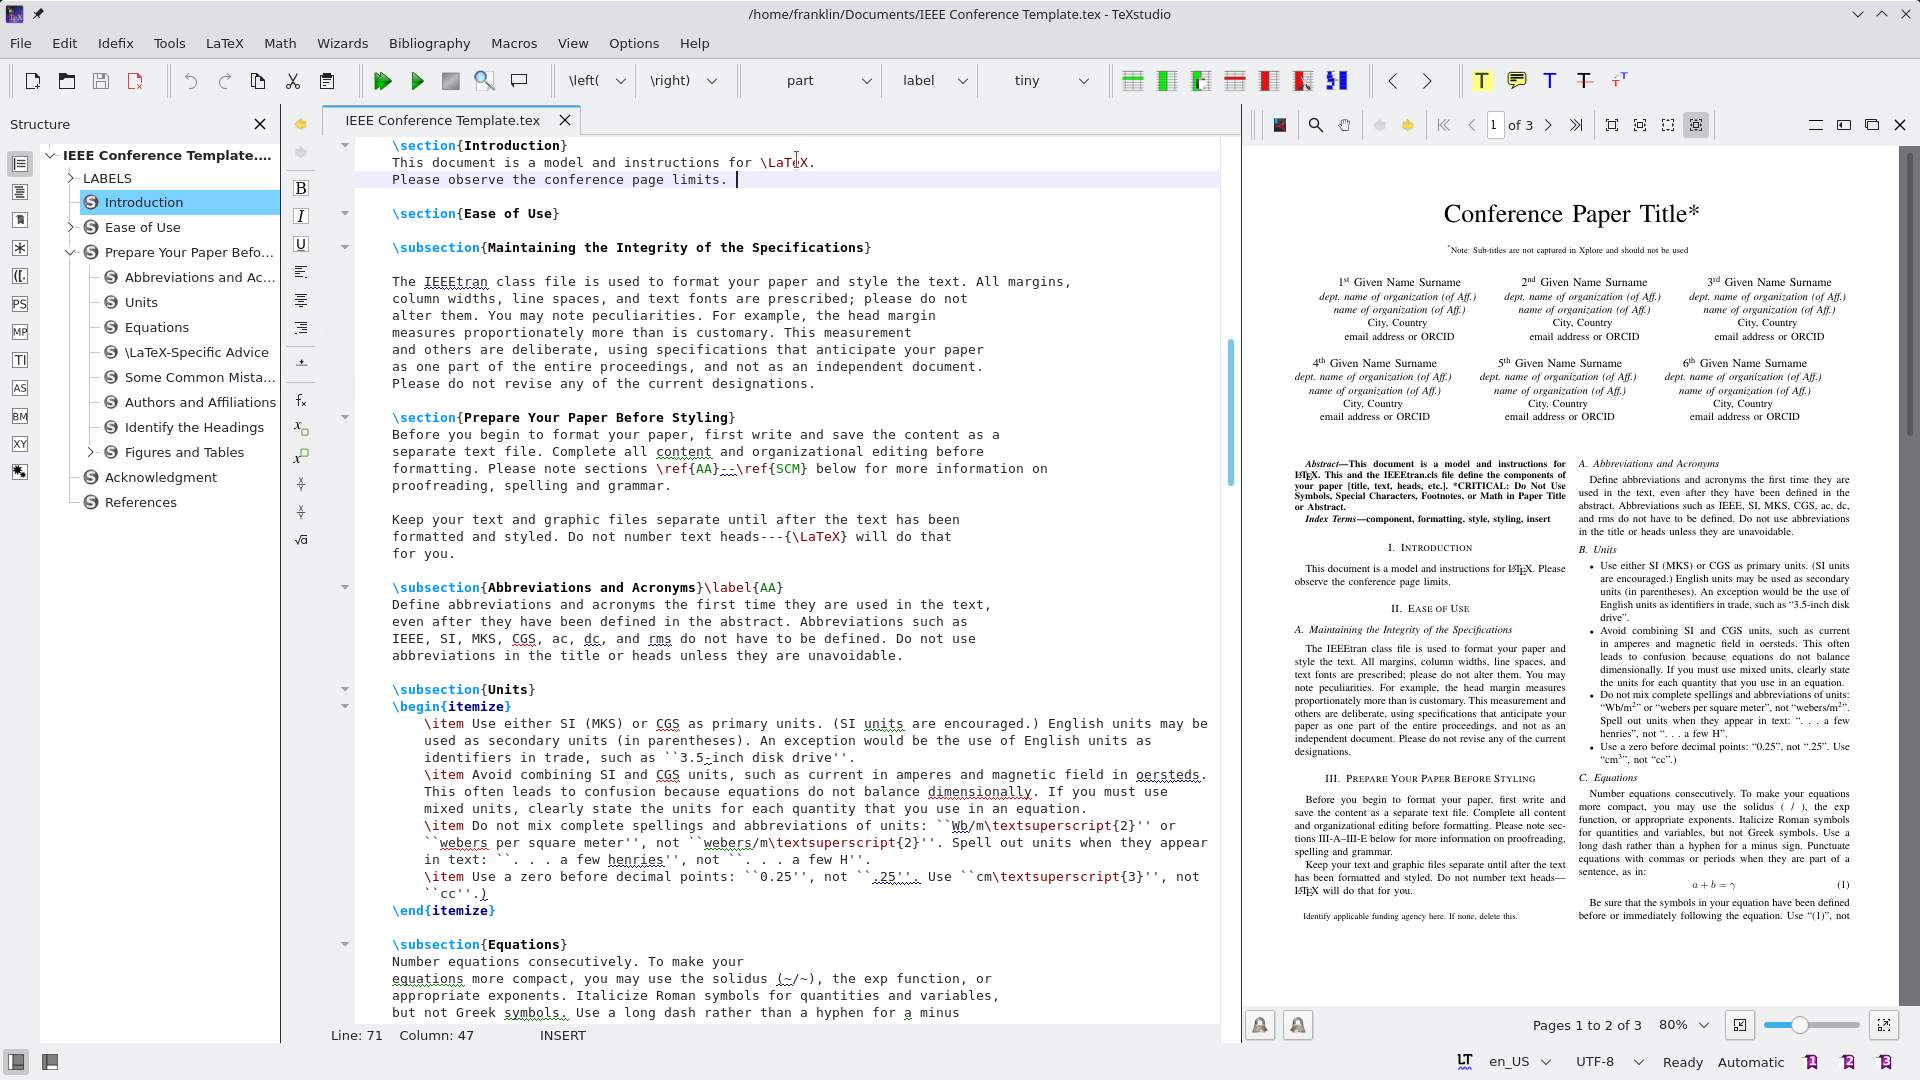 /home/franklin/Documents/IEEE Conference Template.tex - TeXstudio
File Edit Idefix Tools LaTeX Math Wizards Bibliography Macros View Options Help
\left( \right) part label tiny
Structure
IEEE Conference Template....
LABELS
Introduction
Ease of Use
Prepare Your Paper Befo...
Abbreviations and Ac...
Units
Equations
\LaTeX-Specific Advice
Some Common Mista...
Authors and Affiliations
Identify the Headings
Figures and Tables
Acknowledgment
References
PS
MP
TI
AS
BM
XY
B
I
U
IEEE Conference Template.tex
\section{Introduction}
This document is a model and instructions for \LaTeX.
Please observe the conference page limits.
\section{Ease of Use}
\subsection{Maintaining the Integrity of the Specifications}
The IEEEtran class file is used to format your paper and style the text. All margins,
column widths, line spaces, and text fonts are prescribed; please do not
alter them. You may note peculiarities. For example, the head margin
measures proportionately more than is customary. This measurement
and others are deliberate, using specifications that anticipate your paper
as one part of the entire proceedings, and not as an independent document.
Please do not revise any of the current designations.
\section{Prepare Your Paper Before Styling}
Before you begin to format your paper, first write and save the content as a
separate text file. Complete all content and organizational editing before
formatting. Please note sections \ref{AA}--\ref{SCM} below for more information on
proofreading, spelling and grammar.
Keep your text and graphic files separate until after the text has been
formatted and styled. Do not number text heads---{\LaTeX} will do that
for you.
\subsection{Abbreviations and Acronyms}\label{AA}
Define abbreviations and acronyms the first time they are used in the text,
even after they have been defined in the abstract. Abbreviations such as
IEEE, SI, MKS, CGS, ac, dc, and rms do not have to be defined. Do not use
abbreviations in the title or heads unless they are unavoidable.
\subsection{Units}
\begin{itemize}
\item Use either SI (MKS) or CGS as primary units. (SI units are encouraged.) English units may be
used as secondary units (in parentheses). An exception would be the use of English units as
identifiers in trade, such as ``3.5-inch disk drive''.
\item Avoid combining SI and CGS units, such as current in amperes and magnetic field in oersteds.
This often leads to confusion because equations do not balance dimensionally. If you must use
mixed units, clearly state the units for each quantity that you use in an equation.
\item Do not mix complete spellings and abbreviations of units: ``Wb/m\textsuperscript{2}'' or
``webers per square meter'', not ``webers/m\textsuperscript{2}''. Spell out units when they appear
in text: ``. . . a few henries'', not ``. . . a few H''.
\item Use a zero before decimal points: ``0.25'', not ``.25''. Use ``cm\textsuperscript{3}'', not
``cc''.)
\end{itemize}
\subsection{Equations}
Number equations consecutively. To make your
equations more compact, you may use the solidus (~/~), the exp function, or
appropriate exponents. Italicize Roman symbols for quantities and variables,
but not Greek symbols. Use a long dash rather than a hyphen for a minus
Line: 71 Column: 47 INSERT
1 of 3
Conference Paper Title*
*Note: Sub-titles are not captured in Xplore and should not be used
1st Given Name Surname
dept. name of organization (of Aff.)
name of organization (of Aff.)
City, Country
email address or ORCID
2nd Given Name Surname
dept. name of organization (of Aff.)
name of organization (of Aff.)
City, Country
email address or ORCID
3rd Given Name Surname
dept. name of organization (of Aff.)
name of organization (of Aff.)
City, Country
email address or ORCID
4th Given Name Surname
dept. name of organization (of Aff.)
name of organization (of Aff.)
City, Country
email address or ORCID
5th Given Name Surname
dept. name of organization (of Aff.)
name of organization (of Aff.)
City, Country
email address or ORCID
6th Given Name Surname
dept. name of organization (of Aff.)
name of organization (of Aff.)
City, Country
email address or ORCID
Abstract—This document is a model and instructions for
LATEX. This and the IEEEtran.cls file define the components of
your paper [title, text, heads, etc.]. *CRITICAL: Do Not Use
Symbols, Special Characters, Footnotes, or Math in Paper Title
or Abstract.
Index Terms—component, formatting, style, styling, insert
I. INTRODUCTION
This document is a model and instructions for LATEX. Please
observe the conference page limits.
II. EASE OF USE
A. Maintaining the Integrity of the Specifications
The IEEEtran class file is used to format your paper and
style the text. All margins, column widths, line spaces, and
text fonts are prescribed; please do not alter them. You may
note peculiarities. For example, the head margin measures
proportionately more than is customary. This measurement and
others are deliberate, using specifications that anticipate your
paper as one part of the entire proceedings, and not as an
independent document. Please do not revise any of the current
designations.
III. PREPARE YOUR PAPER BEFORE STYLING
Before you begin to format your paper, first write and
save the content as a separate text file. Complete all content
and organizational editing before formatting. Please note sec-
tions III-A–III-E below for more information on proofreading,
spelling and grammar.
Keep your text and graphic files separate until after the text
has been formatted and styled. Do not number text heads—
LATEX will do that for you.
Identify applicable funding agency here. If none, delete this.
A. Abbreviations and Acronyms
Define abbreviations and acronyms the first time they are
used in the text, even after they have been defined in the
abstract. Abbreviations such as IEEE, SI, MKS, CGS, ac, dc,
and rms do not have to be defined. Do not use abbreviations
in the title or heads unless they are unavoidable.
B. Units
• Use either SI (MKS) or CGS as primary units. (SI units
are encouraged.) English units may be used as secondary
units (in parentheses). An exception would be the use of
English units as identifiers in trade, such as “3.5-inch disk
drive”.
• Avoid combining SI and CGS units, such as current
in amperes and magnetic field in oersteds. This often
leads to confusion because equations do not balance
dimensionally. If you must use mixed units, clearly state
the units for each quantity that you use in an equation.
• Do not mix complete spellings and abbreviations of units:
“Wb/m2” or “webers per square meter”, not “webers/m2”.
Spell out units when they appear in text: “. . . a few
henries”, not “. . . a few H”.
• Use a zero before decimal points: “0.25”, not “.25”. Use
“cm3”, not “cc”.)
C. Equations
Number equations consecutively. To make your equations
more compact, you may use the solidus ( / ), the exp
function, or appropriate exponents. Italicize Roman symbols
for quantities and variables, but not Greek symbols. Use a
long dash rather than a hyphen for a minus sign. Punctuate
equations with commas or periods when they are part of a
sentence, as in:
a + b = γ (1)
Be sure that the symbols in your equation have been defined
before or immediately following the equation. Use “(1)”, not
Pages 1 to 2 of 3 80%
LT en_US UTF-8 Ready Automatic 1 2 3